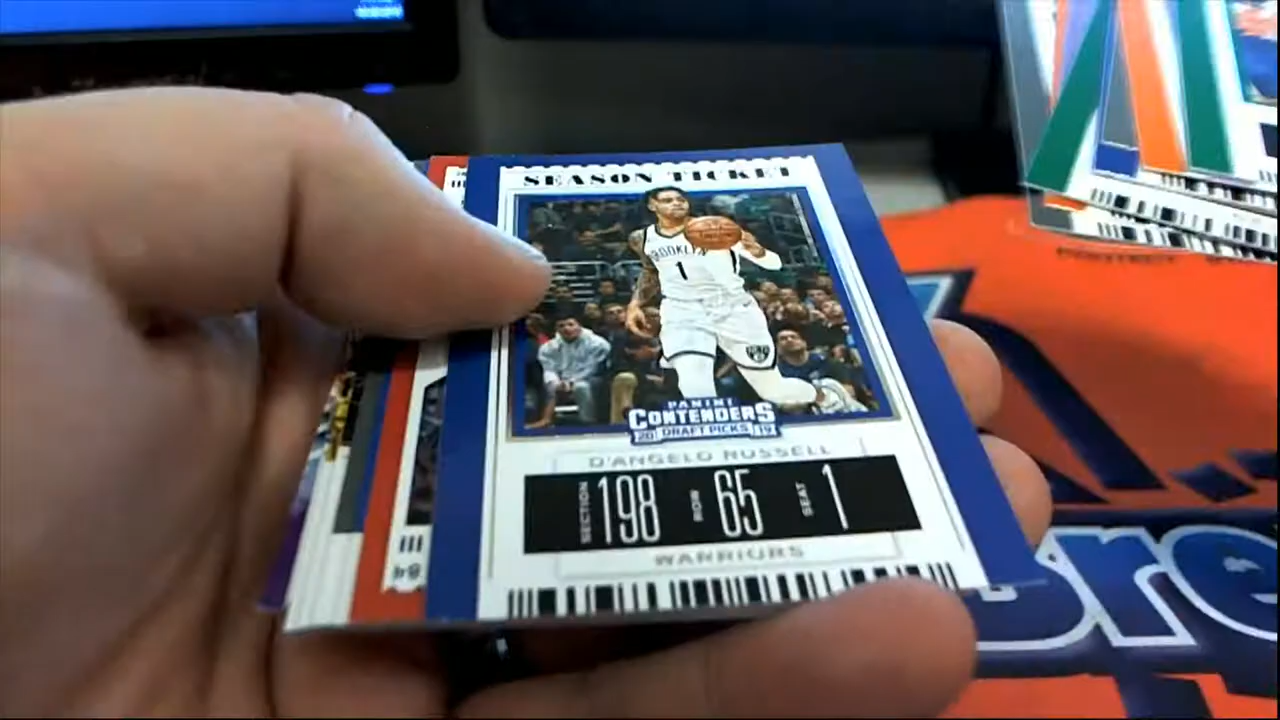 SEASON TICKET
BROOKLYN
1
PANINI
CONTENDERS
20 DRAFT PICKS 19
D'ANGELO RUSSELL
SECTION 198 ROW 65 SEAT 1
WARRIORS
Bre